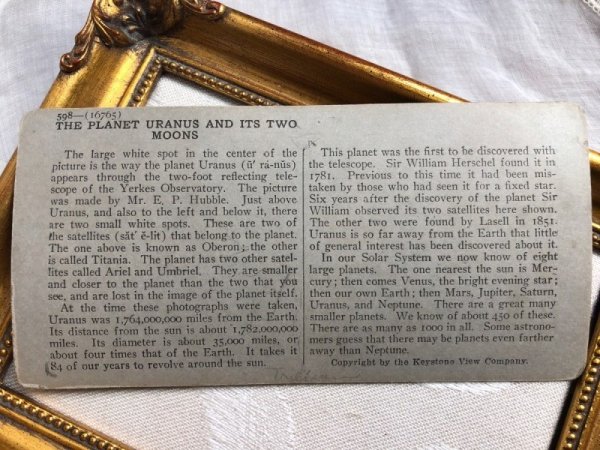 598—(16765)
THE PLANET URANUS AND ITS TWO
MOONS
The large white spot in the center of the
picture is the way the planet Uranus (ū′ rȧ-nŭs)
appears through the two-foot reflecting tele-
scope of the Yerkes Observatory. The picture
was made by Mr. E. P. Hubble. Just above
Uranus, and also to the left and below it, there
are two small white spots. These are two of
the satellites (săt′ ĕ-līt) that belong to the planet.
The one above is known as Oberon; the other
is called Titania. The planet has two other satel-
lites called Ariel and Umbriel. They are smaller
and closer to the planet than the two that you
see, and are lost in the image of the planet itself.
At the time these photographs were taken,
Uranus was 1,764,000,000 miles from the Earth.
Its distance from the sun is about 1,782,000,000
miles. Its diameter is about 35,000 miles, or
about four times that of the Earth. It takes it
84 of our years to revolve around the sun.
This planet was the first to be discovered with
the telescope. Sir William Herschel found it in
1781. Previous to this time it had been mis-
taken by those who had seen it for a fixed star.
Six years after the discovery of the planet Sir
William observed its two satellites here shown.
The other two were found by Lasell in 1851.
Uranus is so far away from the Earth that little
of general interest has been discovered about it.
In our Solar System we now know of eight
large planets. The one nearest the sun is Mer-
cury; then comes Venus, the bright evening star;
then our own Earth; then Mars, Jupiter, Saturn,
Uranus, and Neptune. There are a great many
smaller planets. We know of about 450 of these.
There are as many as 1000 in all. Some astrono-
mers guess that there may be planets even farther
away than Neptune.
Copyright by the Keystone View Company.